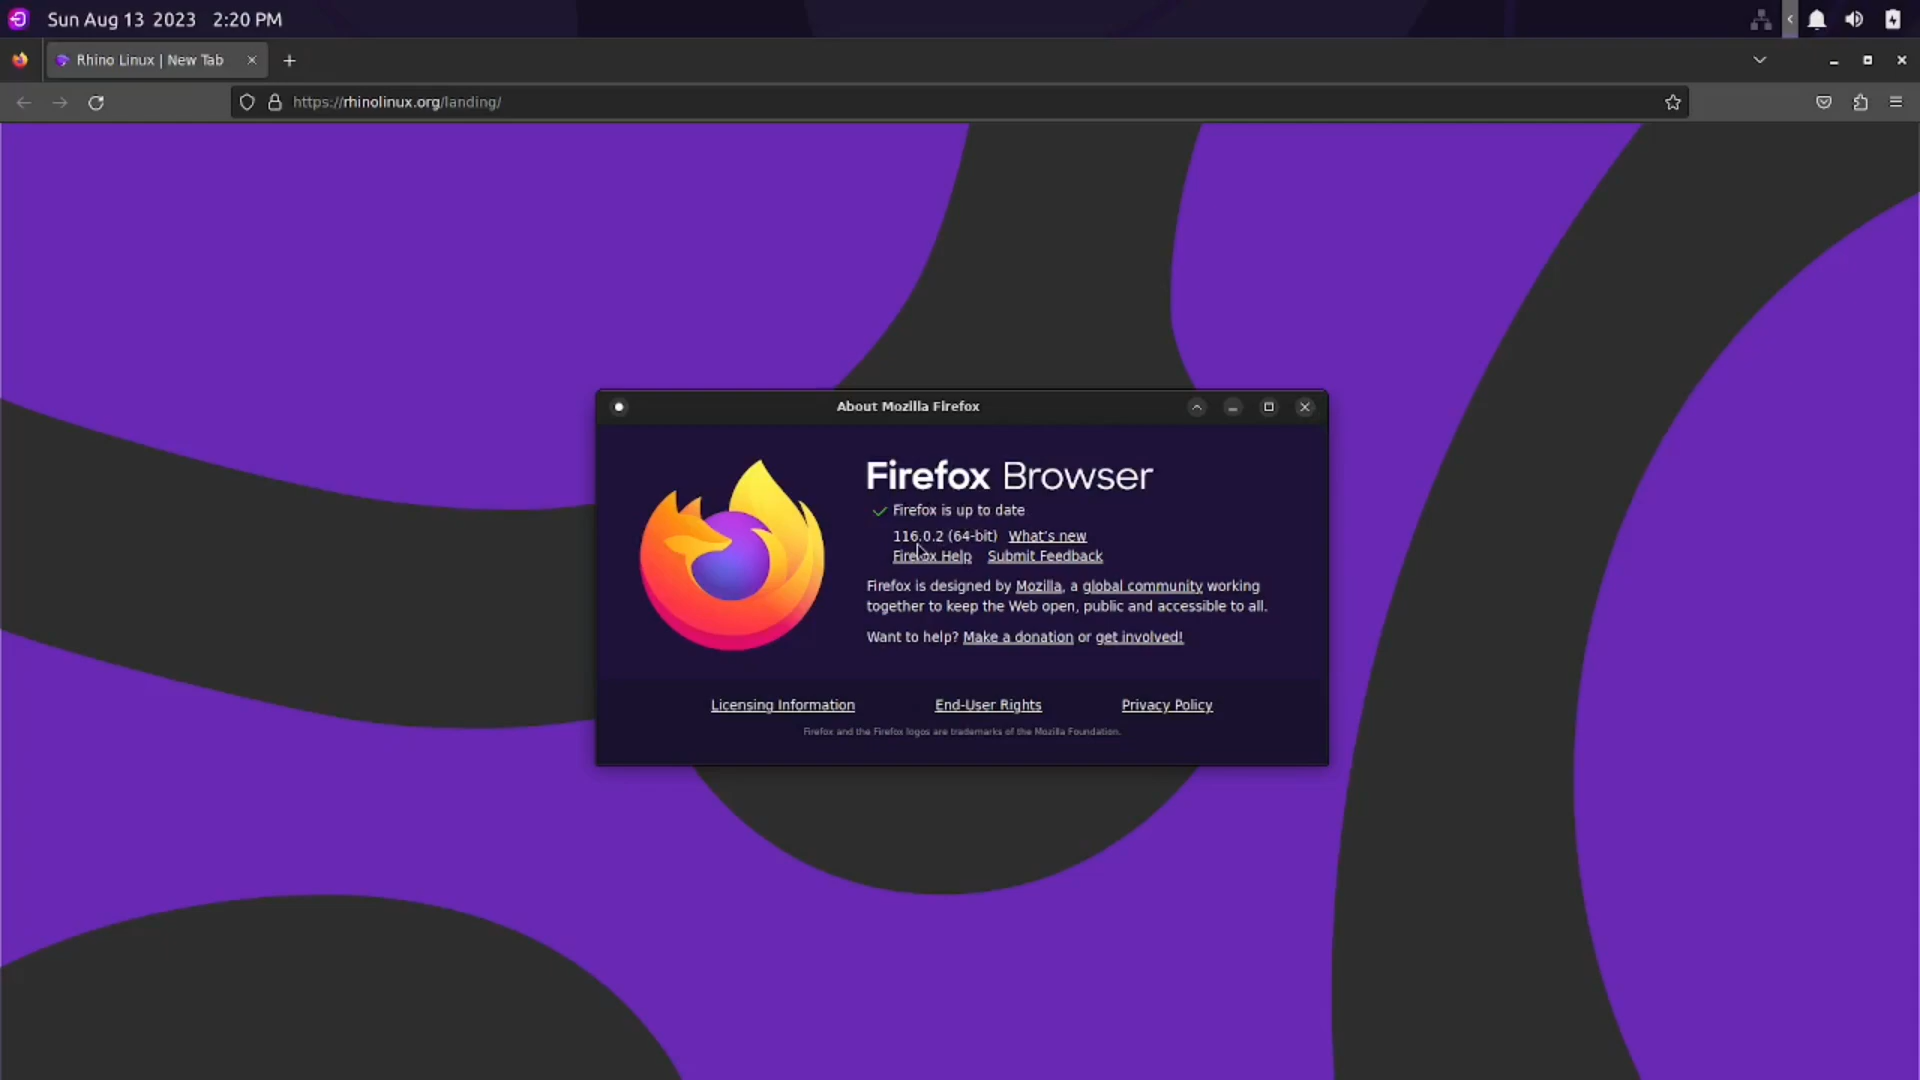 Sun Aug 13 2023 2:20 PM
Rhino Linux | New Tab
https://rhinolinux.org/landing/
About Mozilla Firefox
Firefox Browser
Firefox is up to date
116.0.2 (64-bit) What's new
Firefox Help Submit Feedback
Firefox is designed by Mozilla, a global community working
together to keep the Web open, public and accessible to all.
Want to help? Make a donation or get involved!
Licensing Information End-User Rights Privacy Policy
Firefox and the Firefox logos are trademarks of the Mozilla Foundation.